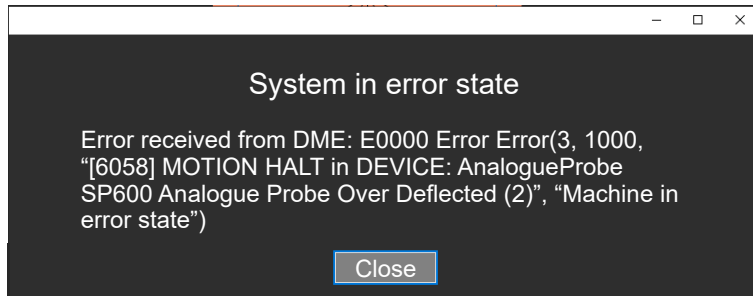 System in error state
Error received from DME: E0000 Error Error(3, 1000,
“[6058] MOTION HALT in DEVICE: AnalogueProbe
SP600 Analogue Probe Over Deflected (2)”, “Machine in
error state”)
Close